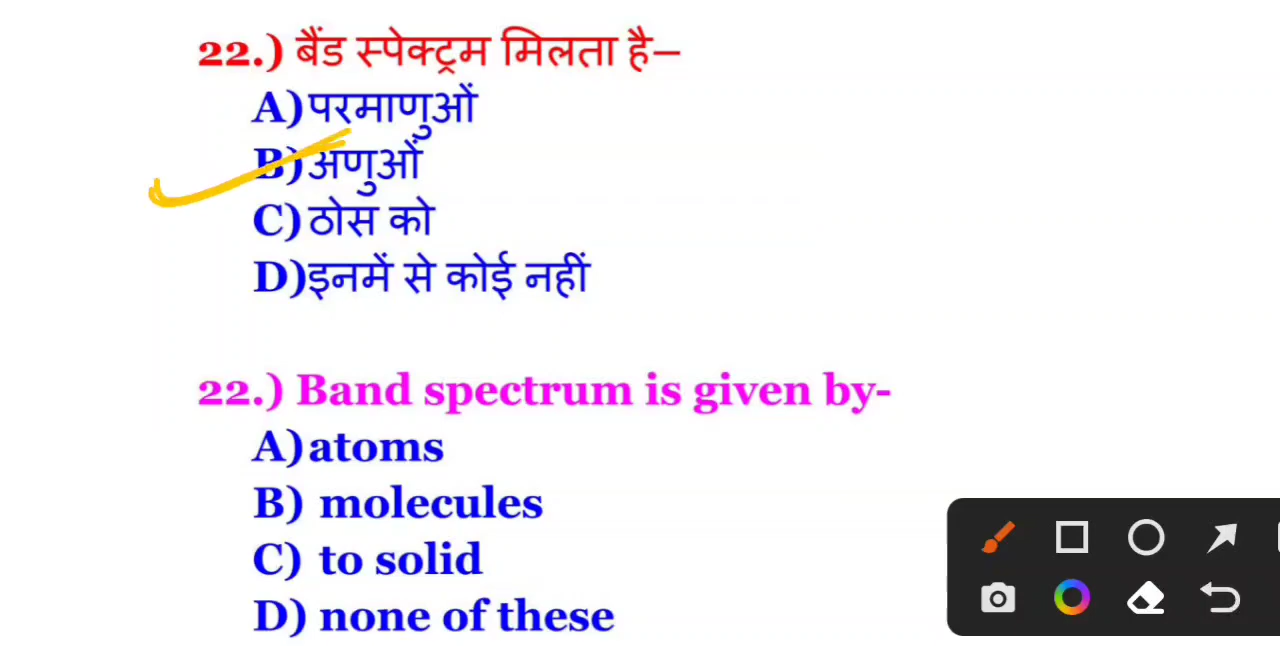 22.) बैंड स्पेक्ट्रम मिलता है—
A) परमाणुओं
B) अणुओं
C) ठोस को
D)इनमें से कोई नहीं
22.) Band spectrum is given by-
A) atoms
B) molecules
C) to solid
D) none of these